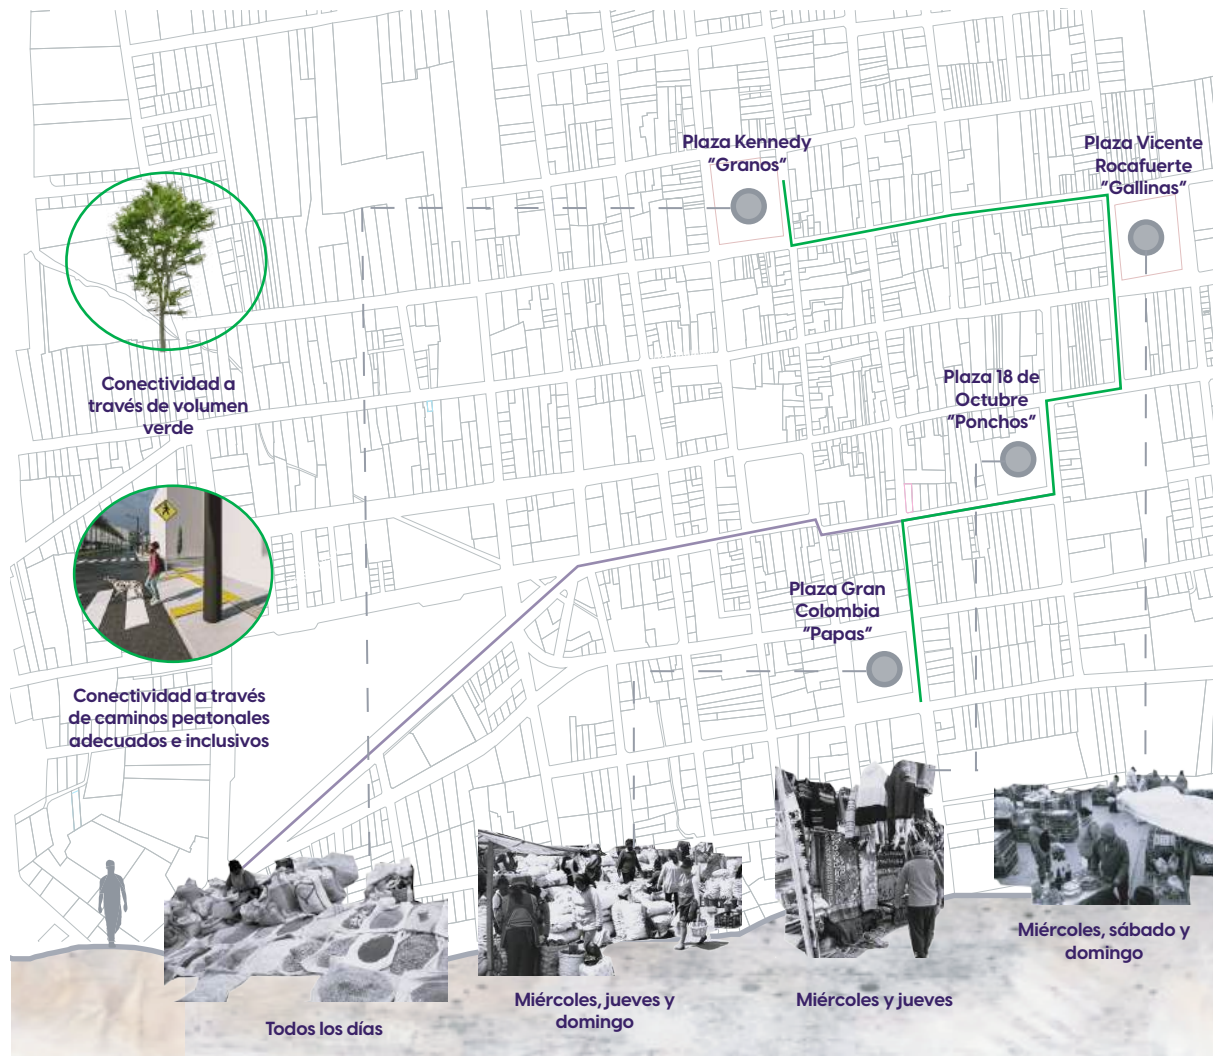 Plaza Kennedy
“Granos”
Plaza Vicente
Rocafuerte
“Gallinas”
Conectividad a
través de volumen
verde
Plaza 18 de
Octubre
“Ponchos”
Plaza Gran
Colombia
“Papas”
Conectividad a través
de caminos peatonales
adecuados e inclusivos
Todos los días
Miércoles, jueves y
domingo
Miércoles y jueves
Miércoles, sábado y
domingo